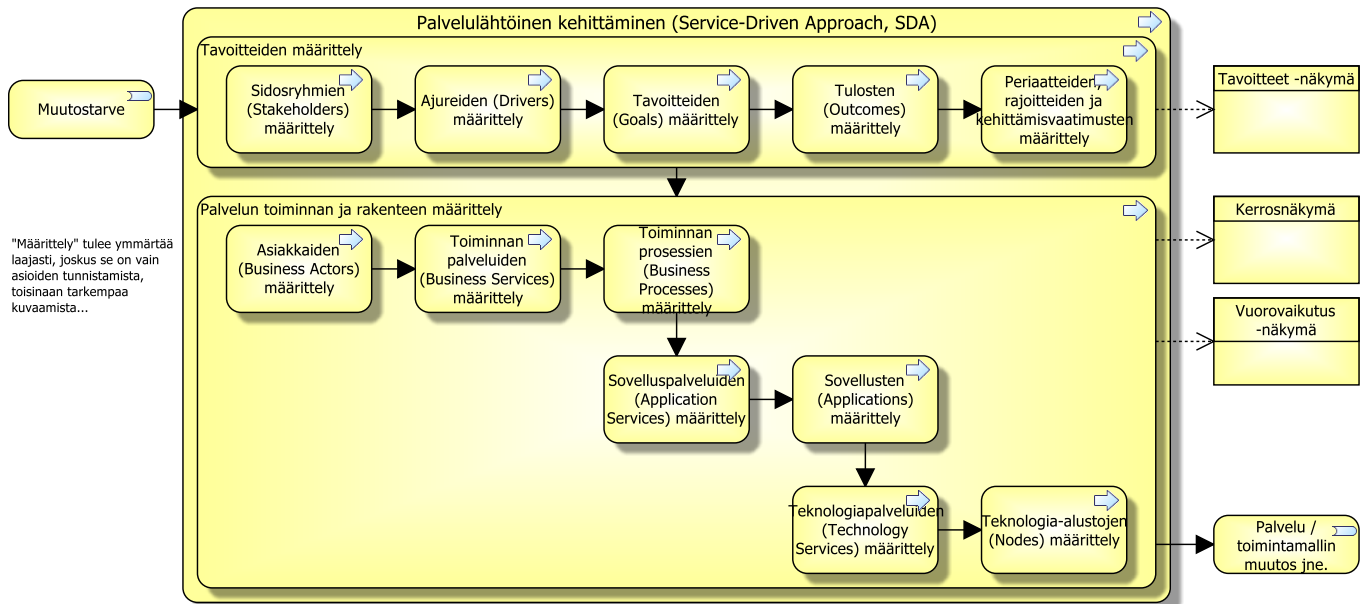 Palvelulähtöinen kehittäminen (Service-Driven Approach, SDA)
Tavoitteiden määrittely
Muutostarve
Sidosryhmien
(Stakeholders)
määrittely
Ajureiden (Drivers)
määrittely
Tavoitteiden
(Goals) määrittely
Tulosten
(Outcomes)
määrittely
Periaatteiden,
rajoitteiden ja
kehittämisvaatimusten
määrittely
Tavoitteet -näkymä
Palvelun toiminnan ja rakenteen määrittely
"Määrittely" tulee ymmärtää
laajasti, joskus se on vain
asioiden tunnistamista,
toisinaan tarkempaa
kuvaamista...
Asiakkaiden
(Business Actors)
määrittely
Toiminnan
palveluiden
(Business Services)
määrittely
Toiminnan
prosessien
(Business
Processes)
määrittely
Kerrosnäkymä
Vuorovaikutus
-näkymä
Sovelluspalveluiden
(Application
Services) määrittely
Sovellusten
(Applications)
määrittely
Teknologiapalveluiden
(Technology
Services) määrittely
Teknologia-alustojen
(Nodes) määrittely
Palvelu /
toimintamallin
muutos jne.